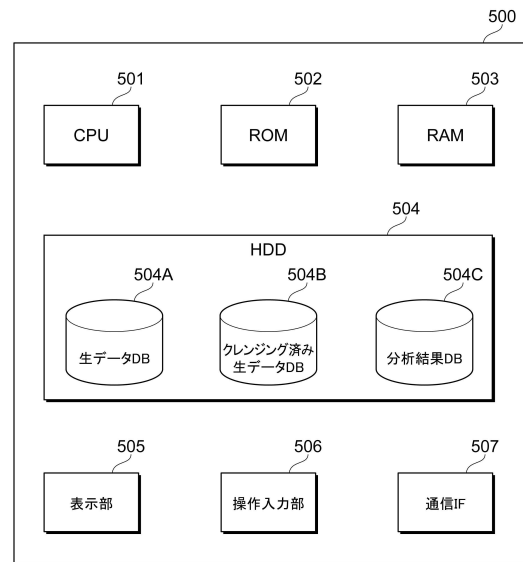 500
501
502
503
CPU
ROM
RAM
504
HDD
504A
504B
504C
生データDB
クレンジング済み
生データDB
分析結果DB
505
506
507
表示部
操作入力部
通信IF